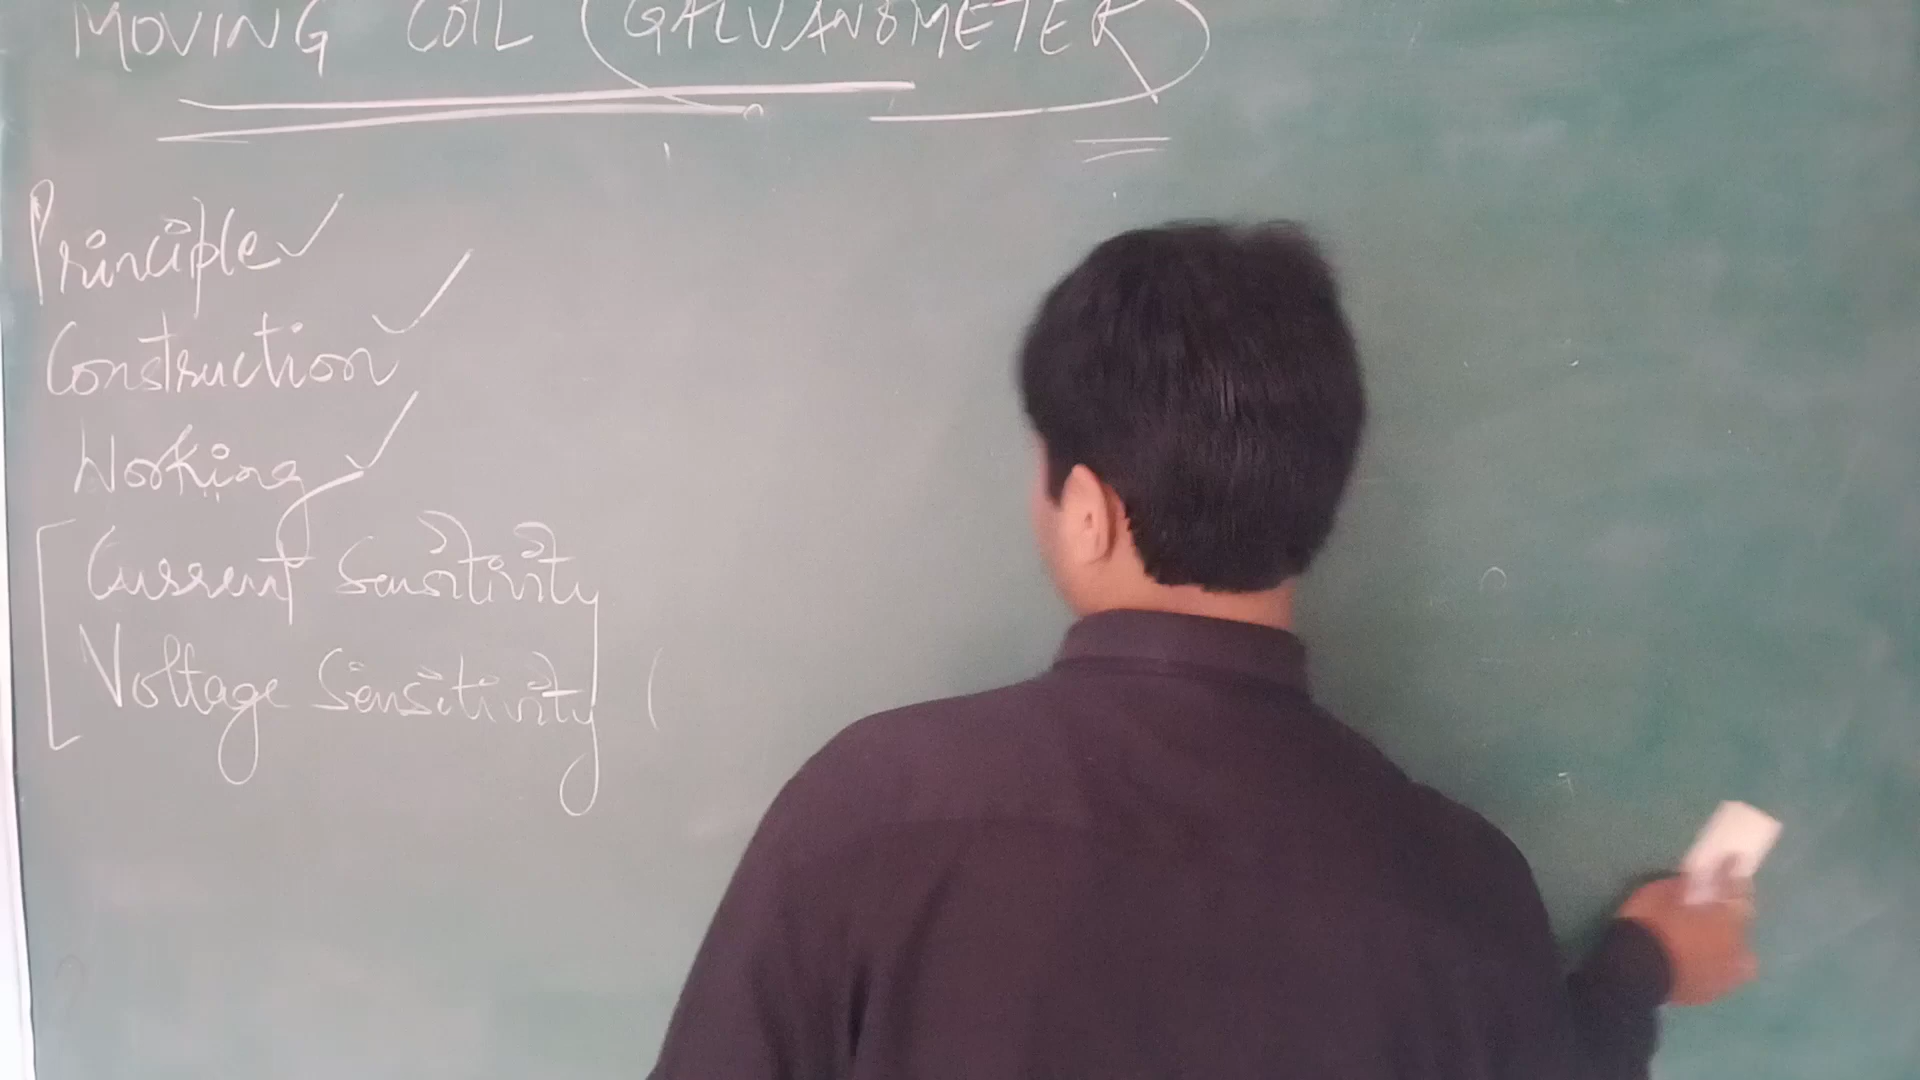 MOVING COIL (GALVANOMETER)
Principle ✓
Construction ✓
Working ✓
[Current Sensitivity
Voltage Sensitivity] (